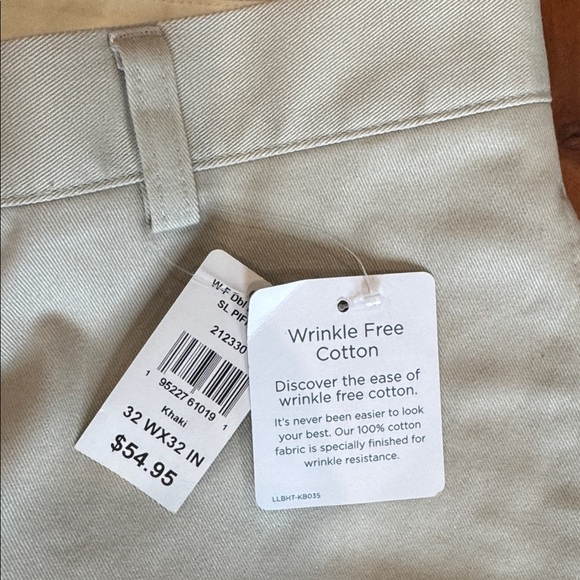 W-F Dbl
SL PIF
212330
1 95227 61019 1
Khaki
32 WX32 IN
$54.95
Wrinkle Free
Cotton
Discover the ease of
wrinkle free cotton.
It's never been easier to look
your best. Our 100% cotton
fabric is specially finished for
wrinkle resistance.
LLBHT-KB035